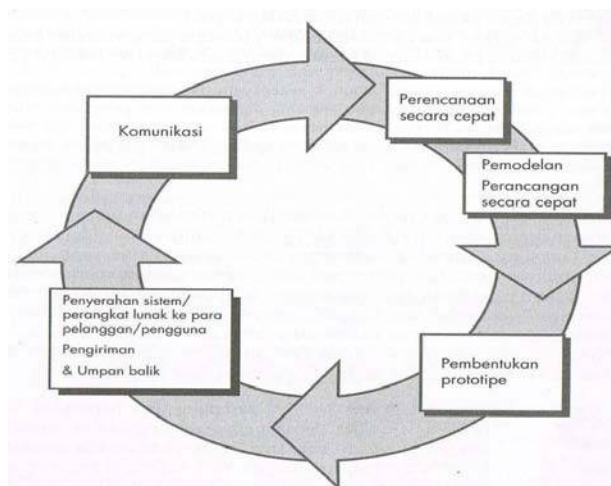 Komunikasi
Perencanaan
secara cepat
Pemodelan
Perancangan
secara cepat
Pembentukan
prototipe
Penyerahan sistem/
perangkat lunak ke para
pelanggan/pengguna
Pengiriman
& Umpan balik